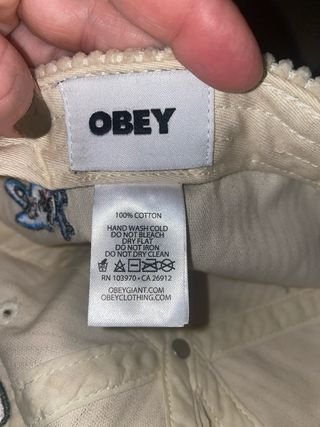 OBEY
100% COTTON
HAND WASH COLD
DO NOT BLEACH
DRY FLAT
DO NOT IRON
DO NOT DRY CLEAN
RN 103970 • CA 26912
OBEYGIANT.COM
OBEYCLOTHING.COM